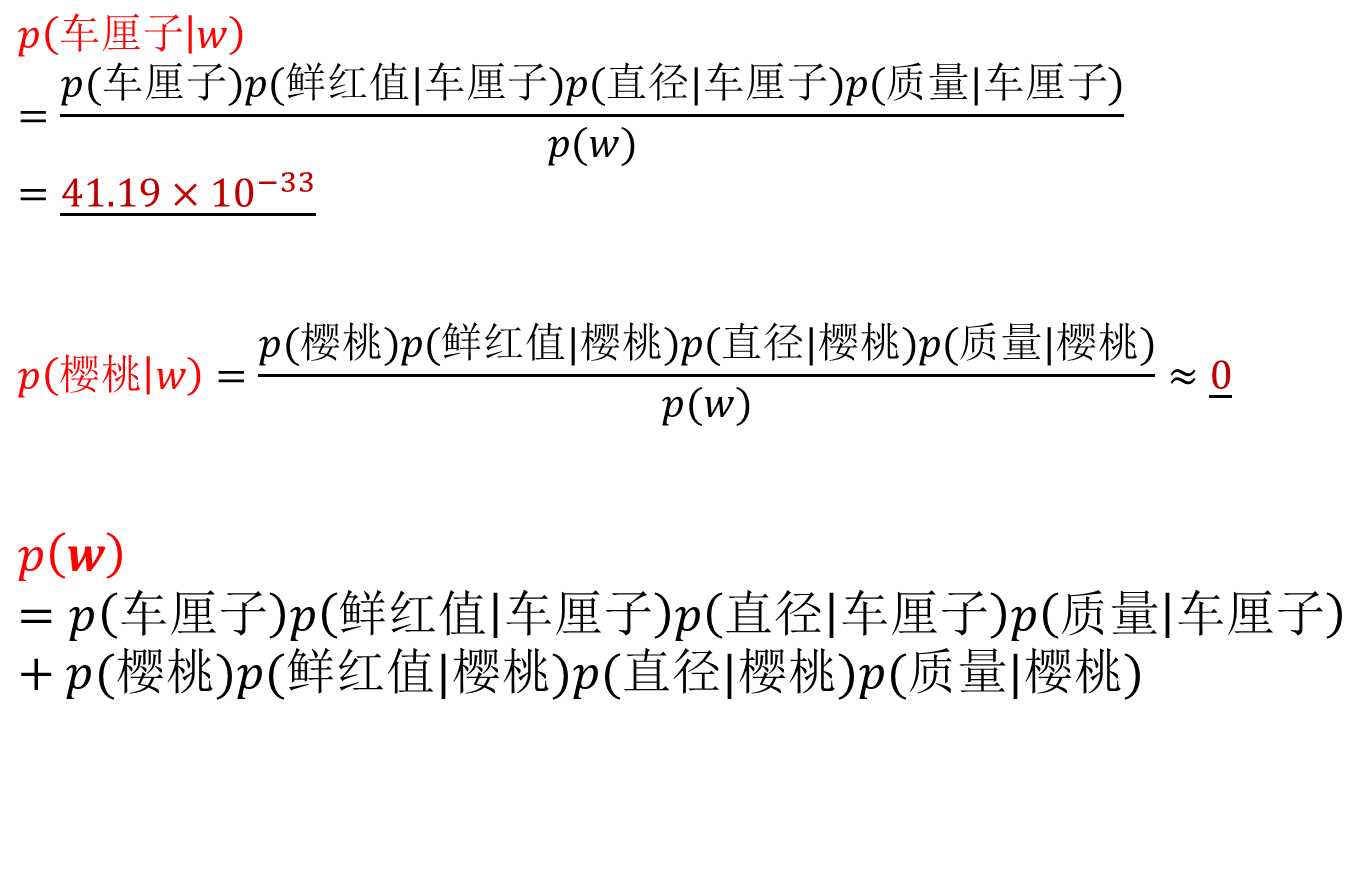 p(车厘子|w)
= p(车厘子)p(鲜红值|车厘子)p(直径|车厘子)p(质量|车厘子)
p(w)
= 41.19 × 10⁻³³
p(樱桃|w) = p(樱桃)p(鲜红值|樱桃)p(直径|樱桃)p(质量|樱桃) ≈ 0
p(w)
p(w)
= p(车厘子)p(鲜红值|车厘子)p(直径|车厘子)p(质量|车厘子)
+ p(樱桃)p(鲜红值|樱桃)p(直径|樱桃)p(质量|樱桃)